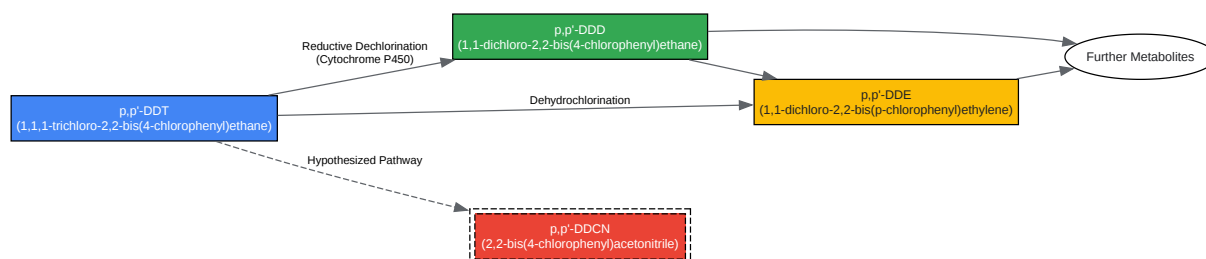 p,p'-DDD
(1,1-dichloro-2,2-bis(4-chlorophenyl)ethane)
Reductive Dechlorination
(Cytochrome P450)
Further Metabolites
p,p'-DDE
(1,1-dichloro-2,2-bis(p-chlorophenyl)ethylene)
Dehydrochlorination
p,p'-DDT
(1,1,1-trichloro-2,2-bis(4-chlorophenyl)ethane)
Hypothesized Pathway
p,p'-DDCN
(2,2-bis(4-chlorophenyl)acetonitrile)